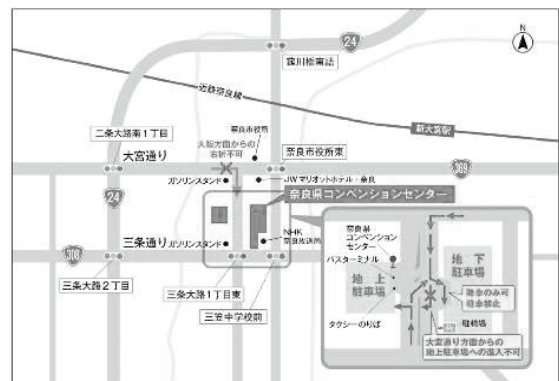 24
N
鷺川橋南詰
近鉄奈良線
新大宮駅
二条大路南1丁目
奈良市役所
大宮通り
大阪方面からの
右折不可
奈良市役所東
369
ガソリンスタンド
JWマリオットホテル・奈良
24
奈良県コンベンションセンター
三条通り
ガソリンスタンド
NHK
奈良放送局
308
三条大路2丁目
三条大路1丁目東
三笠中学校前
奈良県
コンベンション
センター
バスターミナル
地上
駐車場
タクシーのりば
地下
駐車場
降車のみ可
駐車禁止
駐輪場
大宮通り方面からの
地上駐車場への進入不可